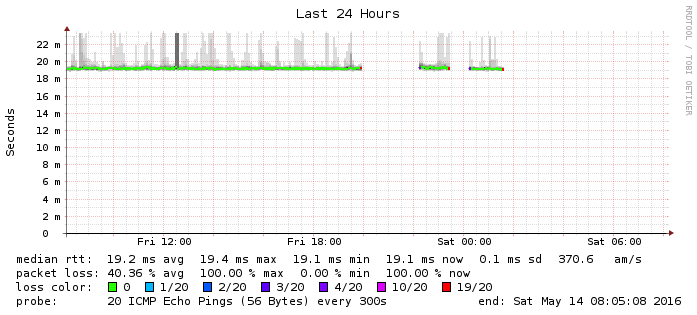 Last 24 Hours
RRDTOOL / TOBI OETIKER
Seconds
22 m
20 m
18 m
16 m
14 m
12 m
10 m
8 m
6 m
4 m
2 m
0
Fri 12:00 Fri 18:00 Sat 00:00 Sat 06:00
median rtt: 19.2 ms avg 19.4 ms max 19.1 ms min 19.1 ms now 0.1 ms sd 370.6 am/s
packet loss: 40.36 % avg 100.00 % max 0.00 % min 100.00 % now
loss color: 0 1/20 2/20 3/20 4/20 10/20 19/20
probe: 20 ICMP Echo Pings (56 Bytes) every 300s end: Sat May 14 08:05:08 2016